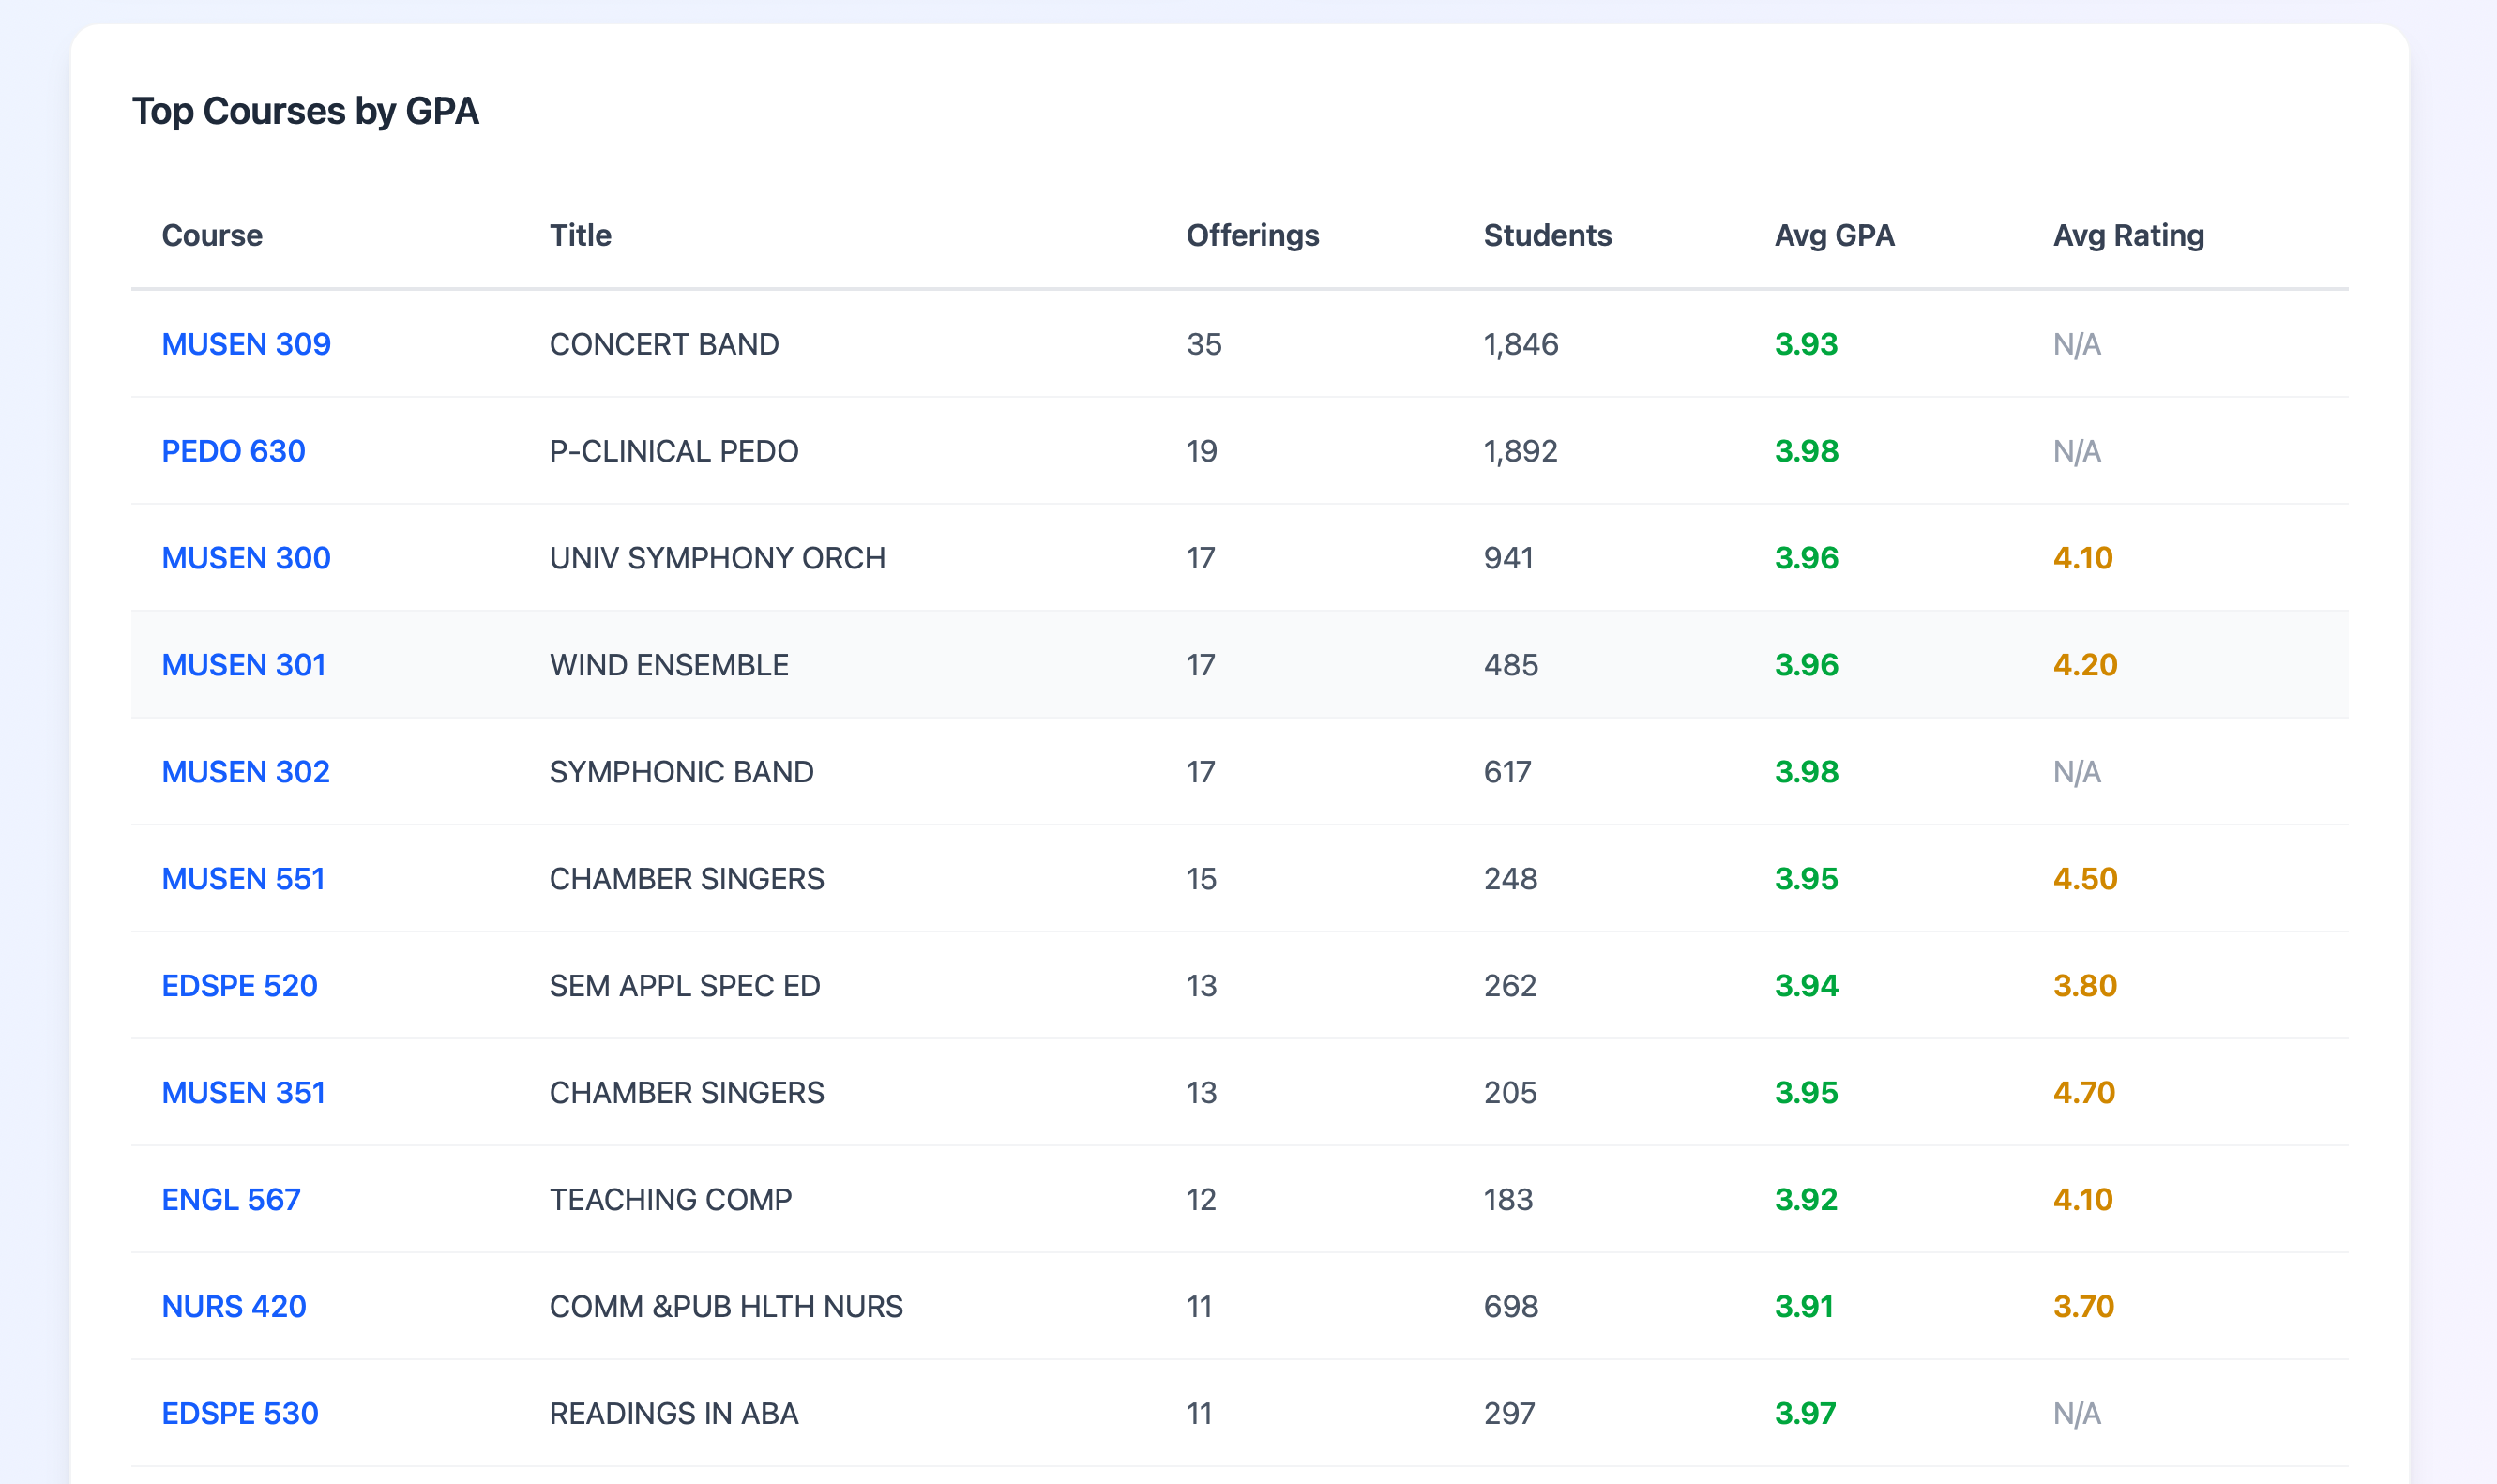 Top Courses by GPA
Course Title Offerings Students Avg GPA Avg Rating
MUSEN 309 CONCERT BAND 35 1,846 3.93 N/A
PEDO 630 P-CLINICAL PEDO 19 1,892 3.98 N/A
MUSEN 300 UNIV SYMPHONY ORCH 17 941 3.96 4.10
MUSEN 301 WIND ENSEMBLE 17 485 3.96 4.20
MUSEN 302 SYMPHONIC BAND 17 617 3.98 N/A
MUSEN 551 CHAMBER SINGERS 15 248 3.95 4.50
EDSPE 520 SEM APPL SPEC ED 13 262 3.94 3.80
MUSEN 351 CHAMBER SINGERS 13 205 3.95 4.70
ENGL 567 TEACHING COMP 12 183 3.92 4.10
NURS 420 COMM &PUB HLTH NURS 11 698 3.91 3.70
EDSPE 530 READINGS IN ABA 11 297 3.97 N/A